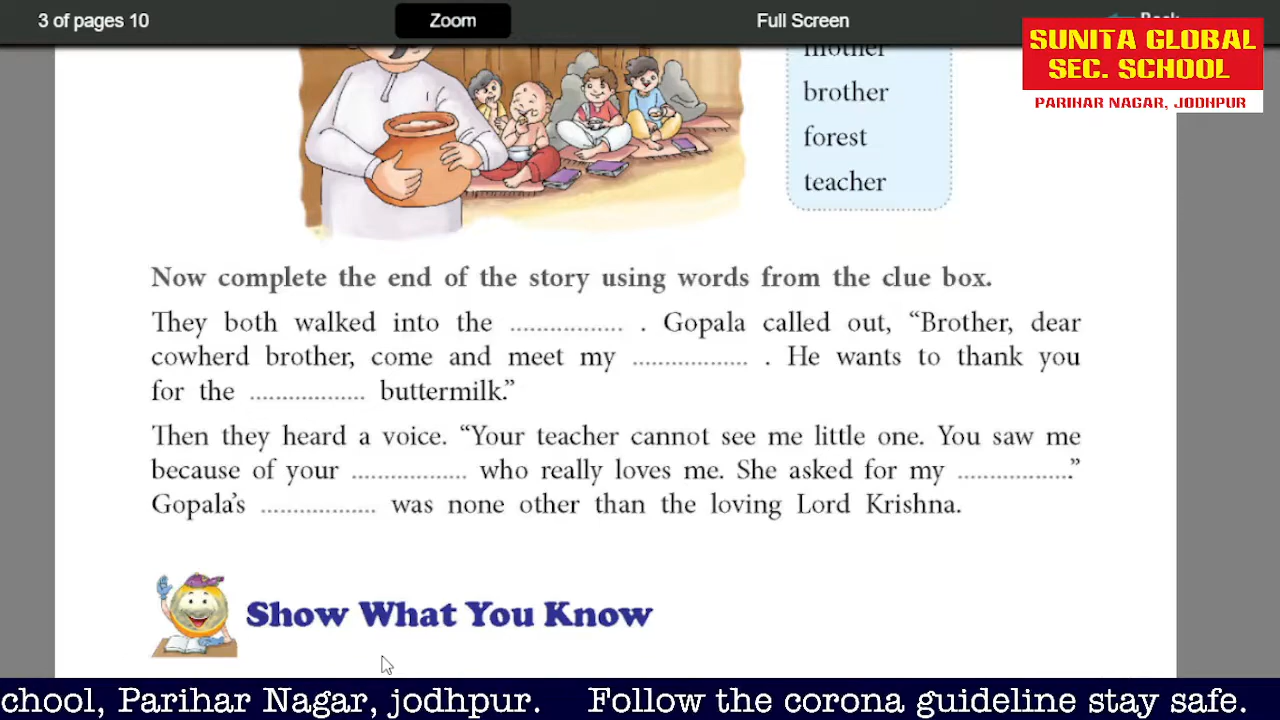 3 of pages 10
Zoom
Full Screen
Back
SUNITA GLOBAL
SEC. SCHOOL
PARIHAR NAGAR, JODHPUR
mother
brother
forest
teacher
Now complete the end of the story using words from the clue box.
They both walked into the ................ . Gopala called out, “Brother, dear
cowherd brother, come and meet my ................ . He wants to thank you
for the ................ buttermilk.”
Then they heard a voice. “Your teacher cannot see me little one. You saw me
because of your ................ who really loves me. She asked for my ................”
Gopala’s ................ was none other than the loving Lord Krishna.
Show What You Know
chool, Parihar Nagar, jodhpur. Follow the corona guideline stay safe.